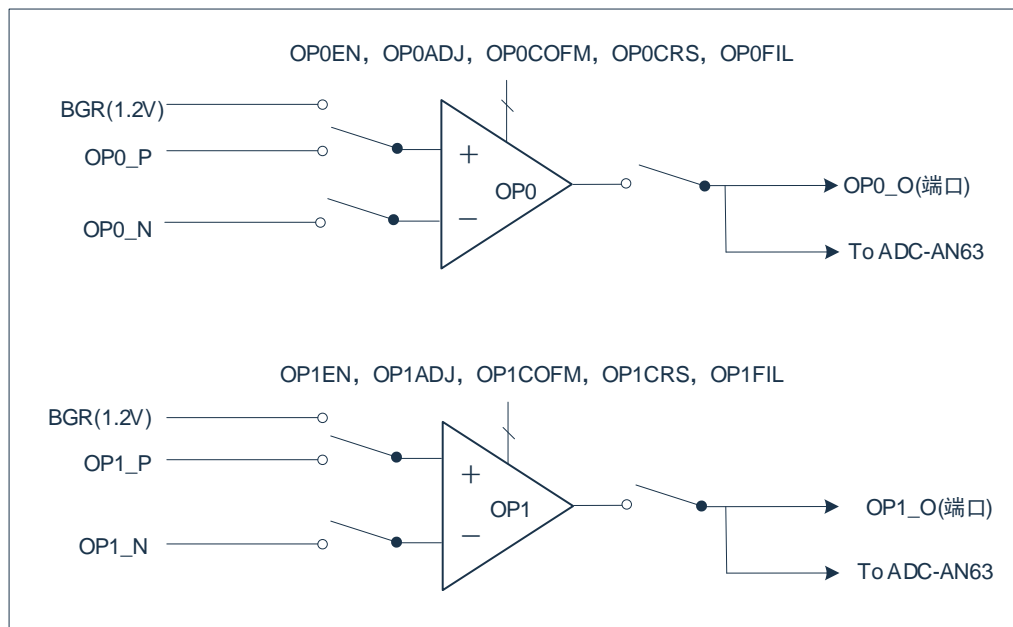 OP0EN，OP0ADJ，OP0COFM，OP0CRS，OP0FIL
BGR(1.2V)
OP0_P
OP0_N
+
OP0
−
OP0_O(端口)
To ADC-AN63
OP1EN，OP1ADJ，OP1COFM，OP1CRS，OP1FIL
BGR(1.2V)
OP1_P
OP1_N
+
OP1
−
OP1_O(端口)
To ADC-AN63